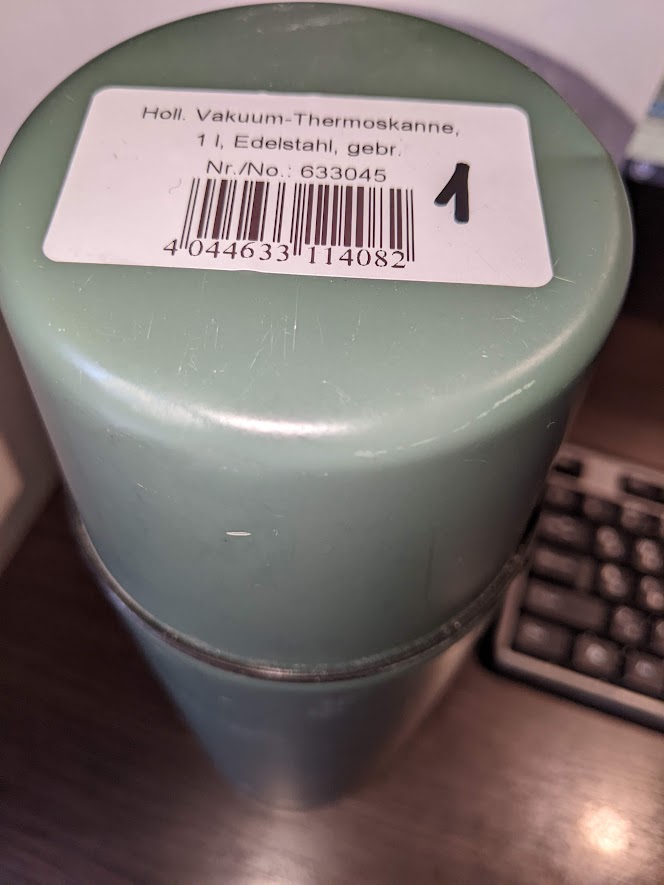 Holl. Vakuum-Thermoskanne,
1 l, Edelstahl, gebr.
Nr./No.: 633045
1
4 044633 114082